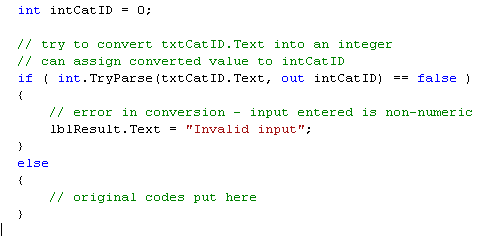 int intCatID = 0;
// try to convert txtCatID.Text into an integer
// can assign converted value to intCatID
if ( int.TryParse(txtCatID.Text, out intCatID) == false )
{
// error in conversion - input entered is non-numeric
lblResult.Text = "Invalid input";
}
else
{
// original codes put here
}